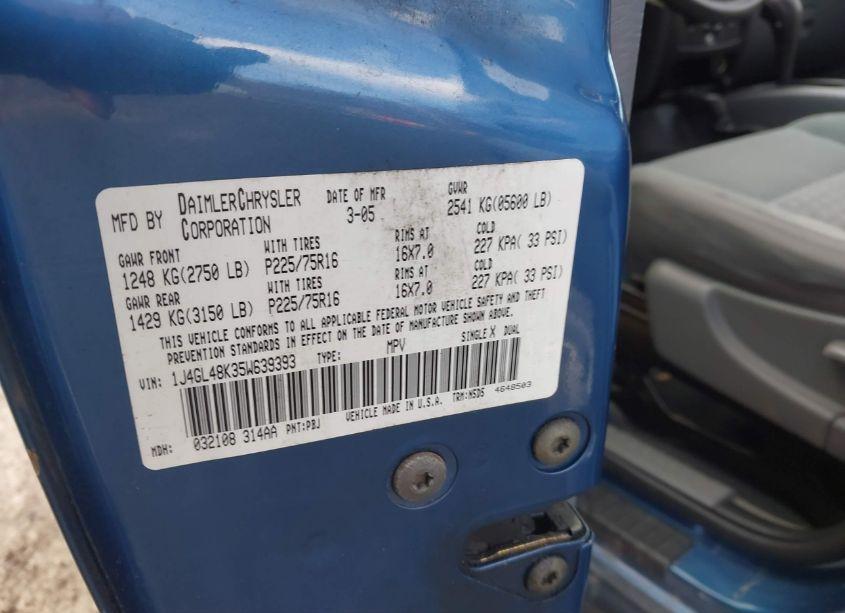 MFD BY DAIMLERCHRYSLER CORPORATION DATE OF MFR 3-05 GVWR 2541 KG(05600 LB)
GAWR FRONT WITH TIRES RIMS AT COLD
1248 KG(2750 LB) P225/75R16 16X7.0 227 KPA( 33 PSI)
GAWR REAR WITH TIRES RIMS AT COLD
1429 KG(3150 LB) P225/75R16 16X7.0 227 KPA( 33 PSI)
THIS VEHICLE CONFORMS TO ALL APPLICABLE FEDERAL MOTOR VEHICLE SAFETY AND THEFT
PREVENTION STANDARDS IN EFFECT ON THE DATE OF MANUFACTURE SHOWN ABOVE.
VIN: 1J4GL48K35W639393 TYPE: MPV SINGLE X DUAL
MDH: 032108 314AA PNT:PBJ VEHICLE MADE IN U.S.A. TRM:N5D5 4648503